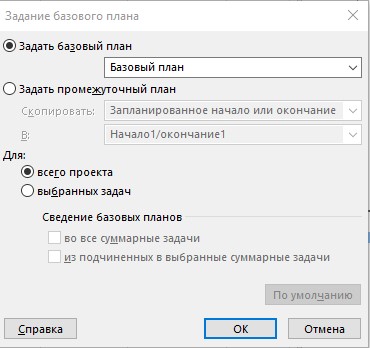 Задание базового плана
Задать базовый план
Базовый план
Задать промежуточный план
Скопировать: Запланированное начало или окончание
В: Начало1/окончание1
Для:
всего проекта
выбранных задач
Сведение базовых планов
во все суммарные задачи
из подчиненных в выбранные суммарные задачи
По умолчанию
Справка ОК Отмена